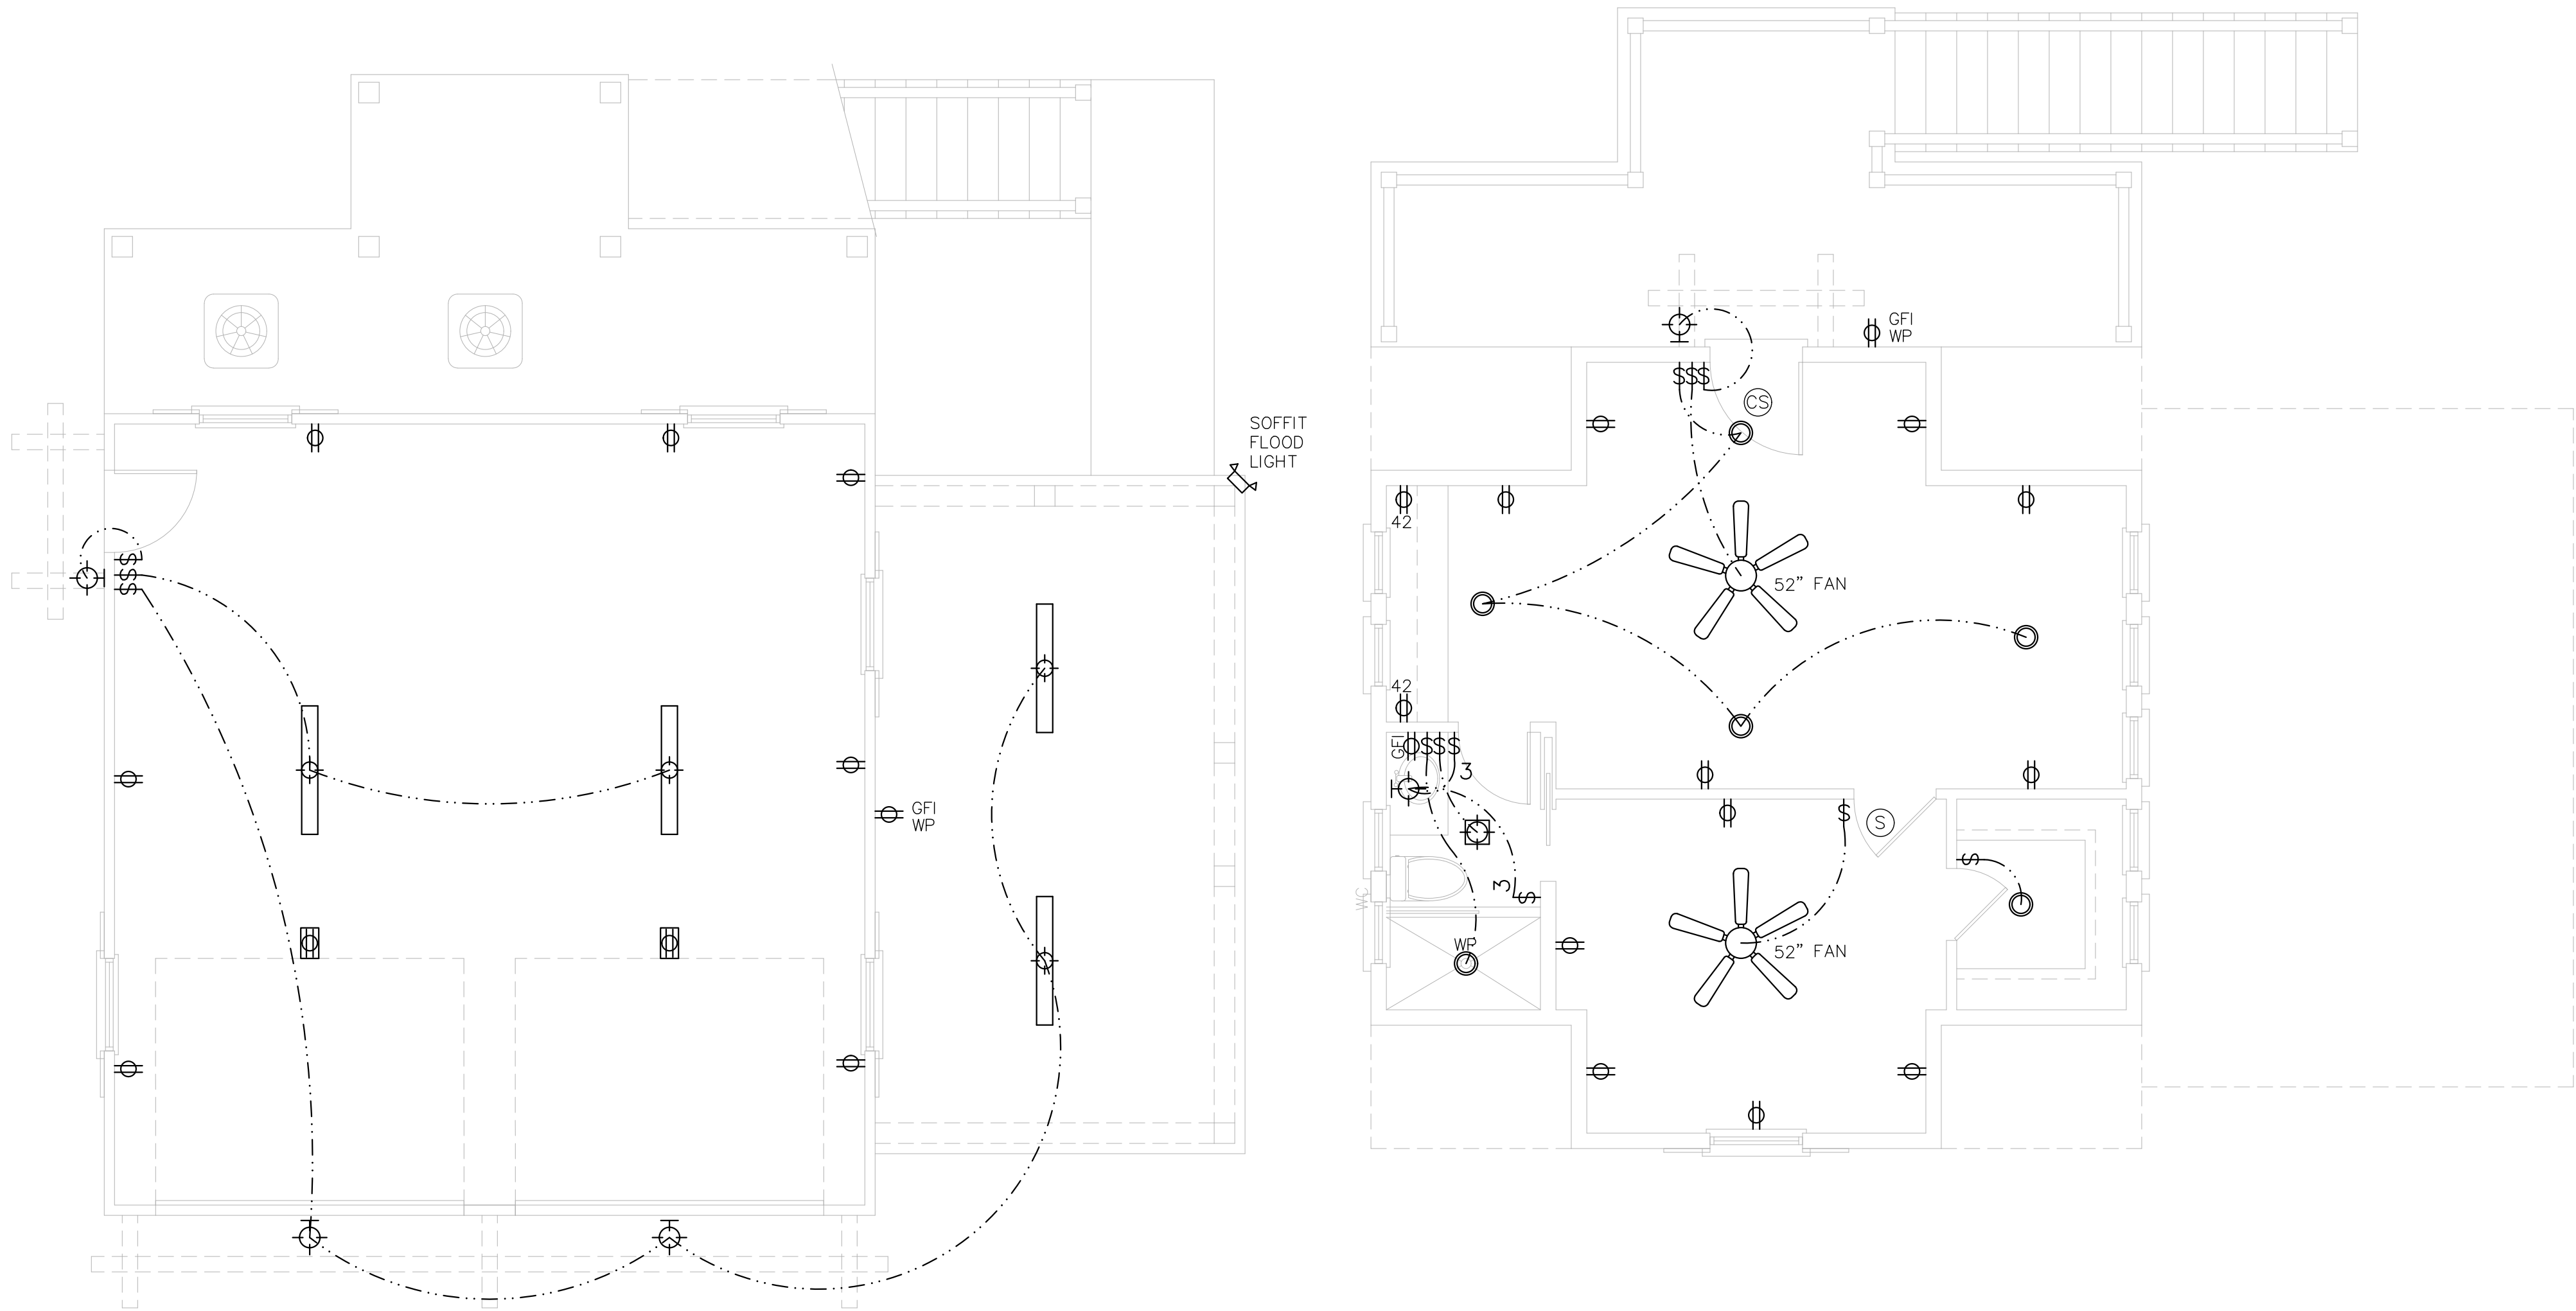 SOFFIT
FLOOD
LIGHT
GFI
WP
$$$
GFI
WP
$$$
CS
42
52” FAN
42
GFI
$$$
3
$
S
$
3
$
WC
WP
52” FAN